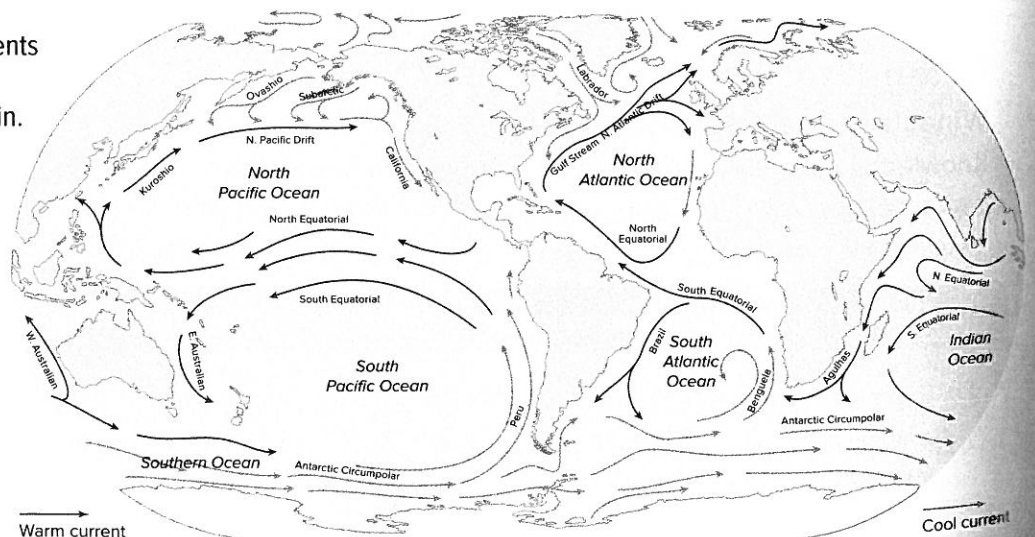 ents
in.
Ovashio
Subarctic
Labrador
N. Pacific Drift
Gulf Stream
N. Atlantic Drift
Kuroshio
California
North
Pacific Ocean
North
Atlantic Ocean
North Equatorial
North
Equatorial
N Equatorial
South Equatorial
South Equatorial
S. Equatorial
W. Australian
E. Australian
South
Pacific Ocean
Peru
Brazil
South
Atlantic
Ocean
Benguela
Agulhas
Indian
Ocean
Antarctic Circumpolar
Southern Ocean
Antarctic Circumpolar
Warm current
Cool current